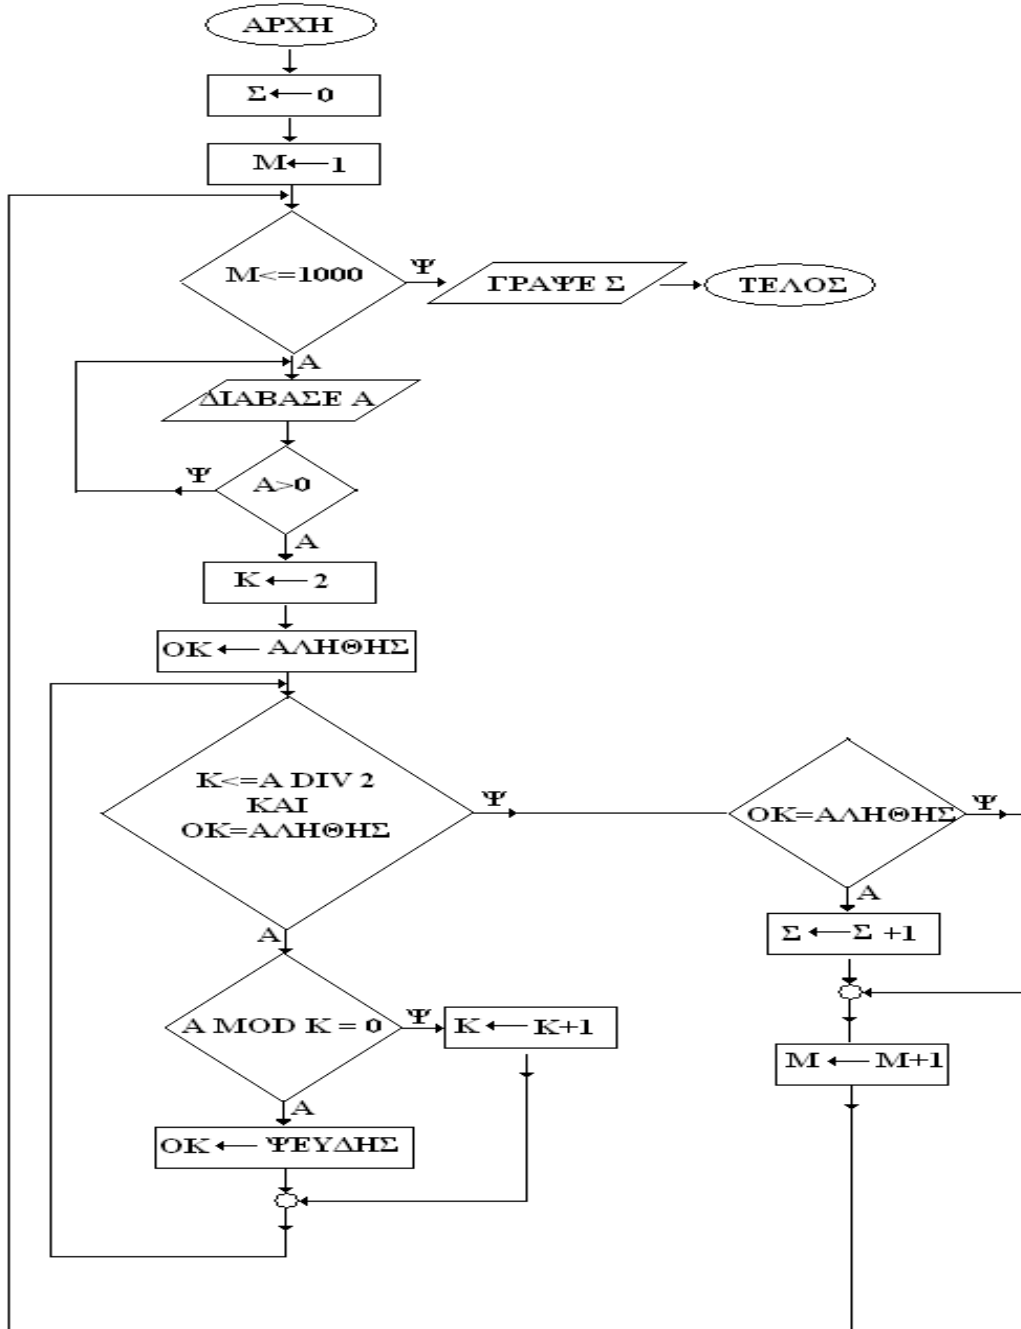 ΑΡΧΗ
Σ ← 0
Μ ← 1
Μ<=1000
Ψ
ΓΡΑΨΕ Σ
ΤΕΛΟΣ
Α
ΔΙΑΒΑΣΕ Α
Ψ
Α>0
Α
Κ ← 2
ΟΚ ← ΑΛΗΘΗΣ
Κ<=Α DIV 2
ΚΑΙ
ΟΚ=ΑΛΗΘΗΣ
Ψ
ΟΚ=ΑΛΗΘΗΣ
Ψ
Α
Σ ← Σ +1
Α
Α MOD Κ = 0
Ψ
Κ ← Κ+1
Μ ← Μ+1
Α
ΟΚ ← ΨΕΥΔΗΣ